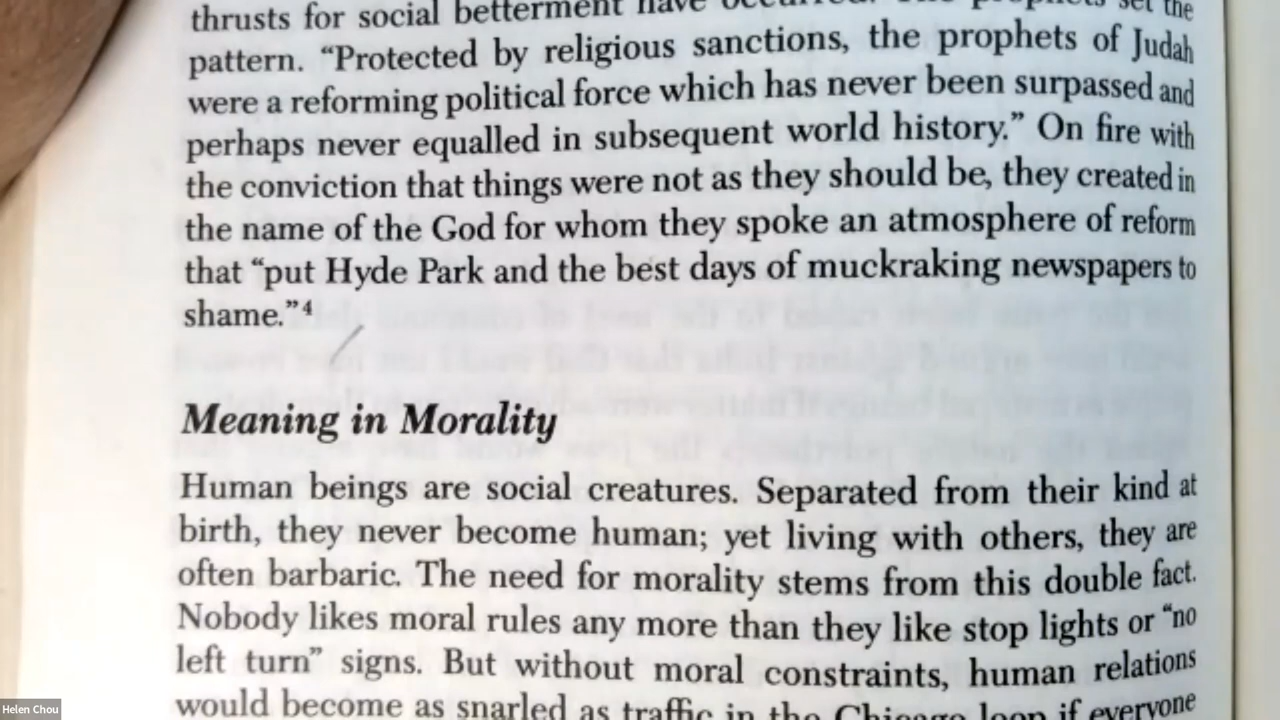 thrusts for social betterment have occurred. The prophets set the
pattern. “Protected by religious sanctions, the prophets of Judah
were a reforming political force which has never been surpassed and
perhaps never equalled in subsequent world history.” On fire with
the conviction that things were not as they should be, they created in
the name of the God for whom they spoke an atmosphere of reform
that “put Hyde Park and the best days of muckraking newspapers to
shame.”4
Meaning in Morality
Human beings are social creatures. Separated from their kind at
birth, they never become human; yet living with others, they are
often barbaric. The need for morality stems from this double fact.
Nobody likes moral rules any more than they like stop lights or “no
left turn” signs. But without moral constraints, human relations
would become as snarled as traffic in the Chicago loop if everyone
Helen Chou